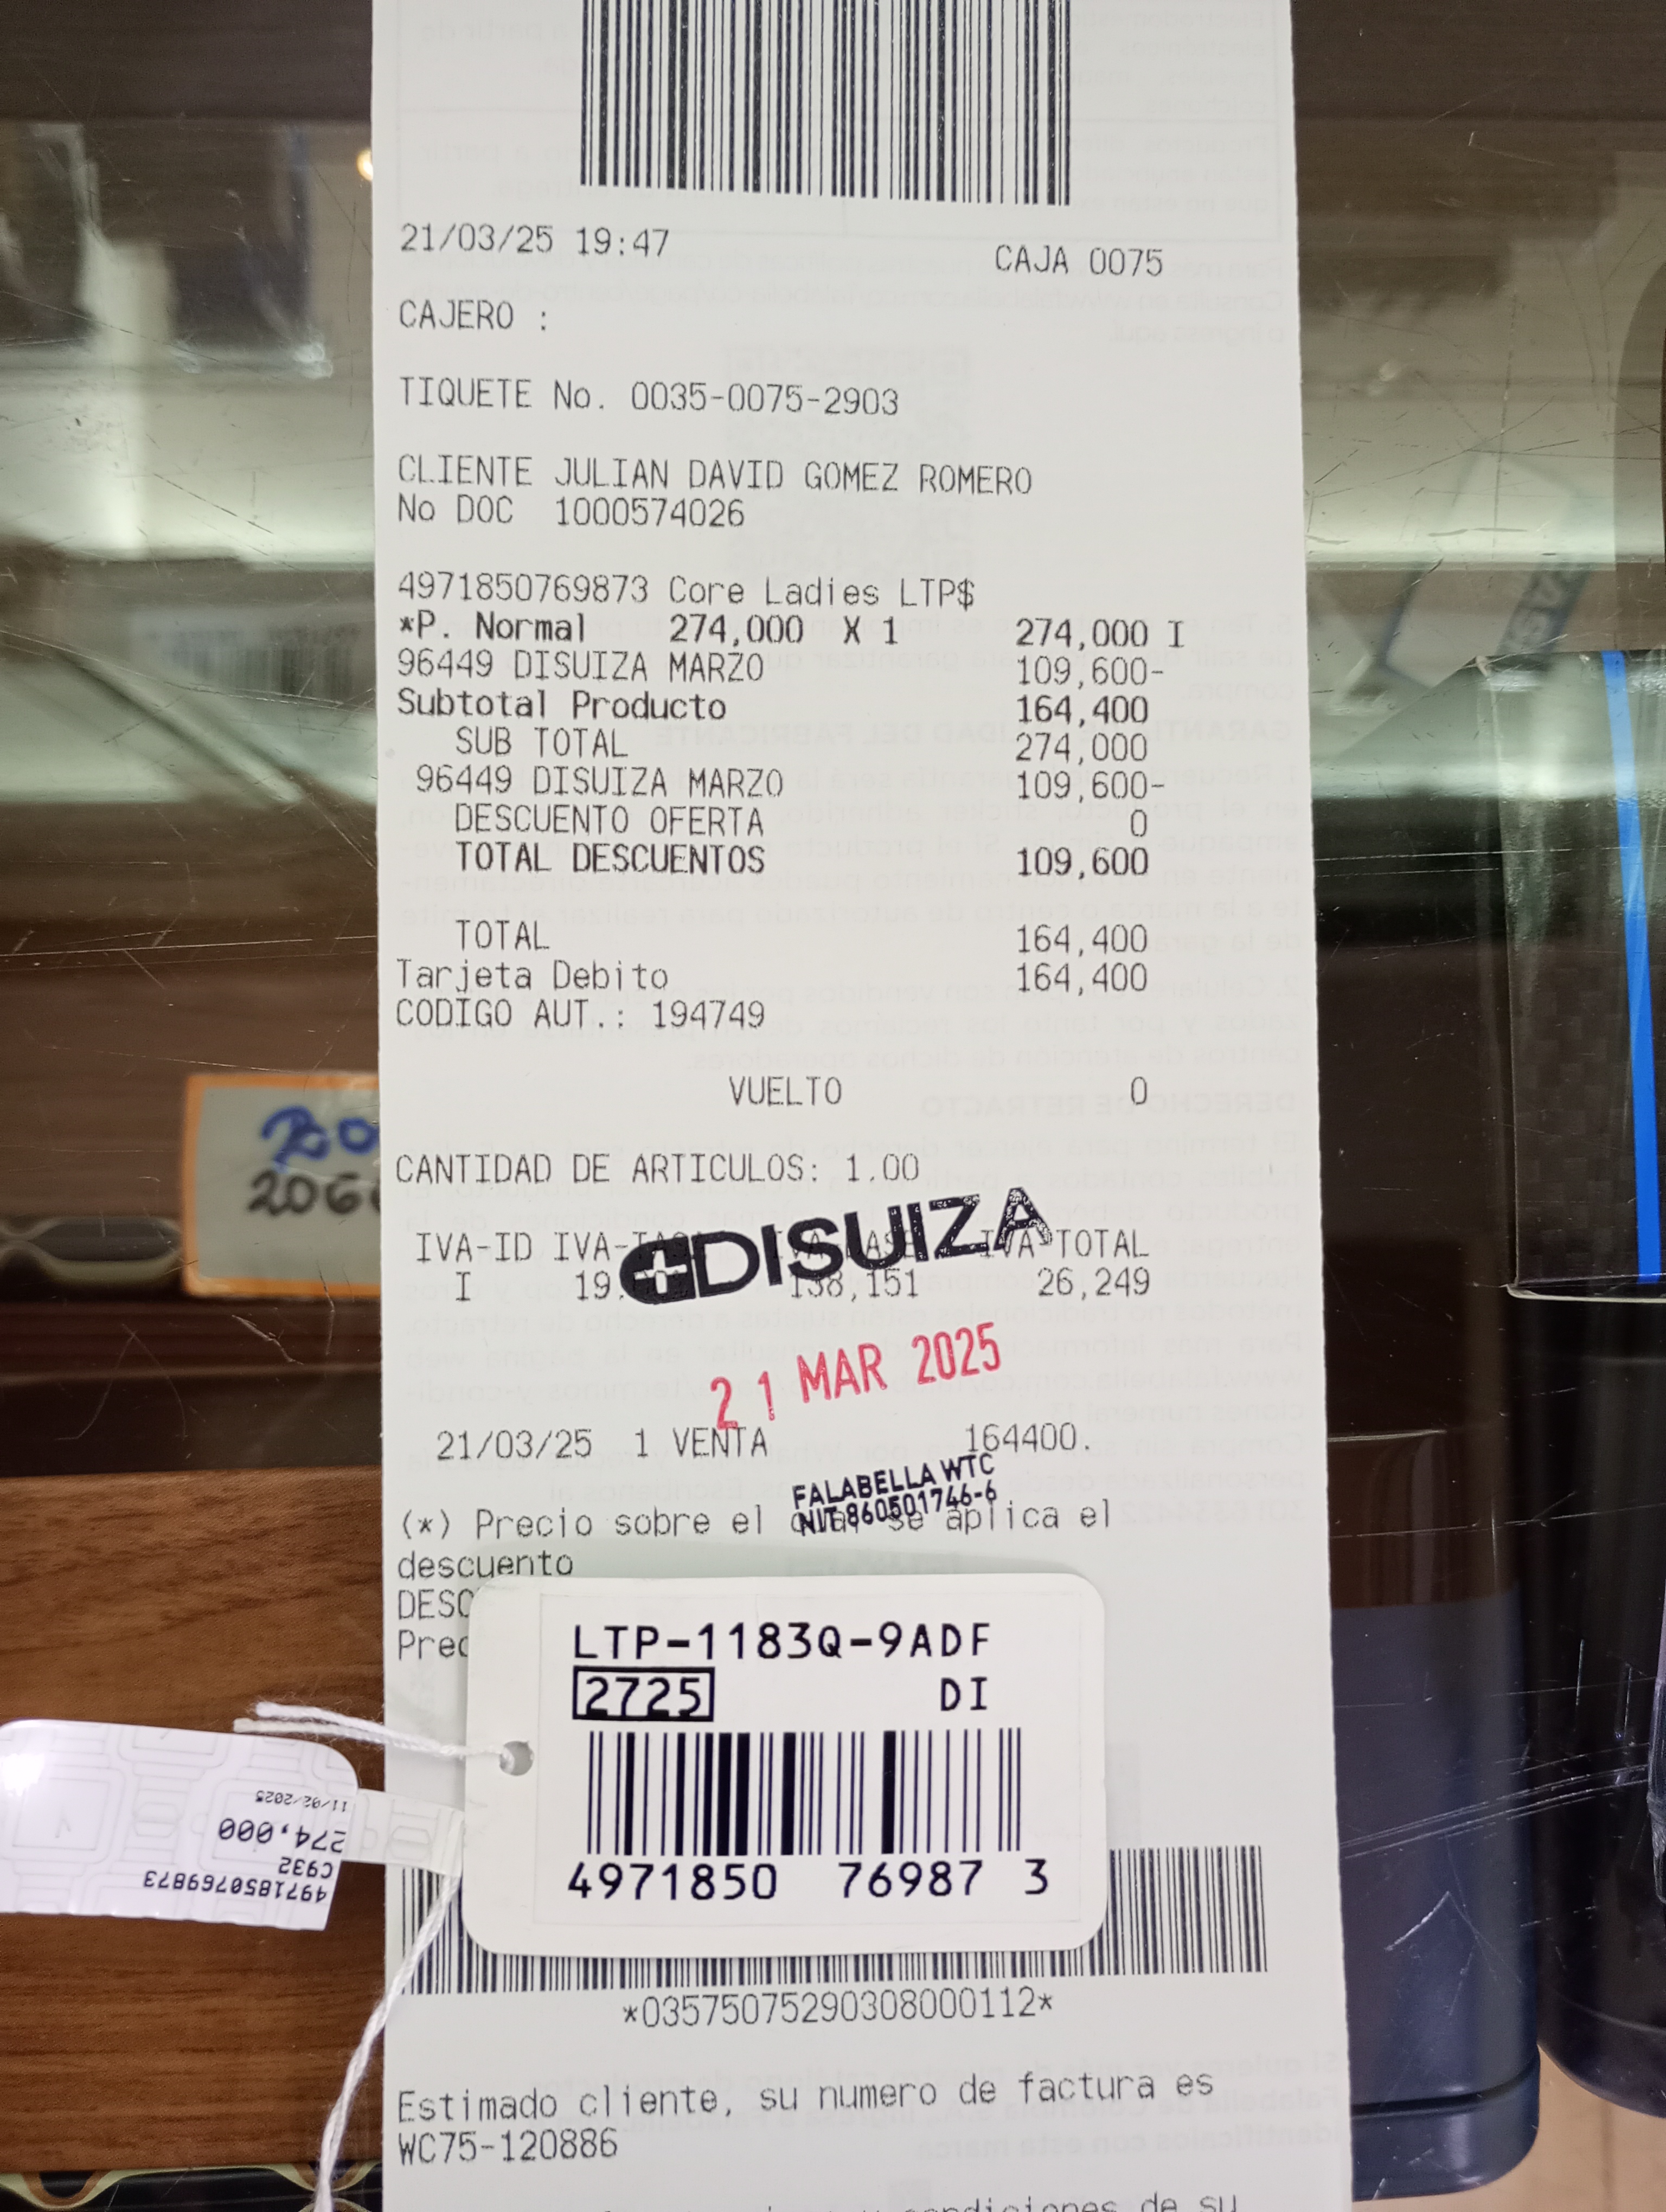 21/03/25 19:47 CAJA 0075
CAJERO :
TIQUETE No. 0035-0075-2903
CLIENTE JULIAN DAVID GOMEZ ROMERO
No DOC 1000574026
4971850769873 Core Ladies LTP$
*P. Normal 274,000 X 1 274,000 I
96449 DISUIZA MARZO 109,600-
Subtotal Producto 164,400
SUB TOTAL 274,000
96449 DISUIZA MARZO 109,600-
DESCUENTO OFERTA 0
TOTAL DESCUENTOS 109,600
TOTAL 164,400
Tarjeta Debito 164,400
CODIGO AUT.: 194749
VUELTO 0
CANTIDAD DE ARTICULOS: 1.00
DISUIZA
IVA-ID IVA-TOTAL
I 138,151 26,249
21 MAR 2025
21/03/25 1 VENTA 164400.
FALABELLA WTC
NIT-860501746-6
(*) Precio sobre el cual se aplica el
descuento
LTP-1183Q-9ADF
2725 DI
4971850 76987 3
11/02/2025
274,000
C932
4971850769873
*03575075290308000112*
Estimado cliente, su numero de factura es
WC75-120886
condiciones de su